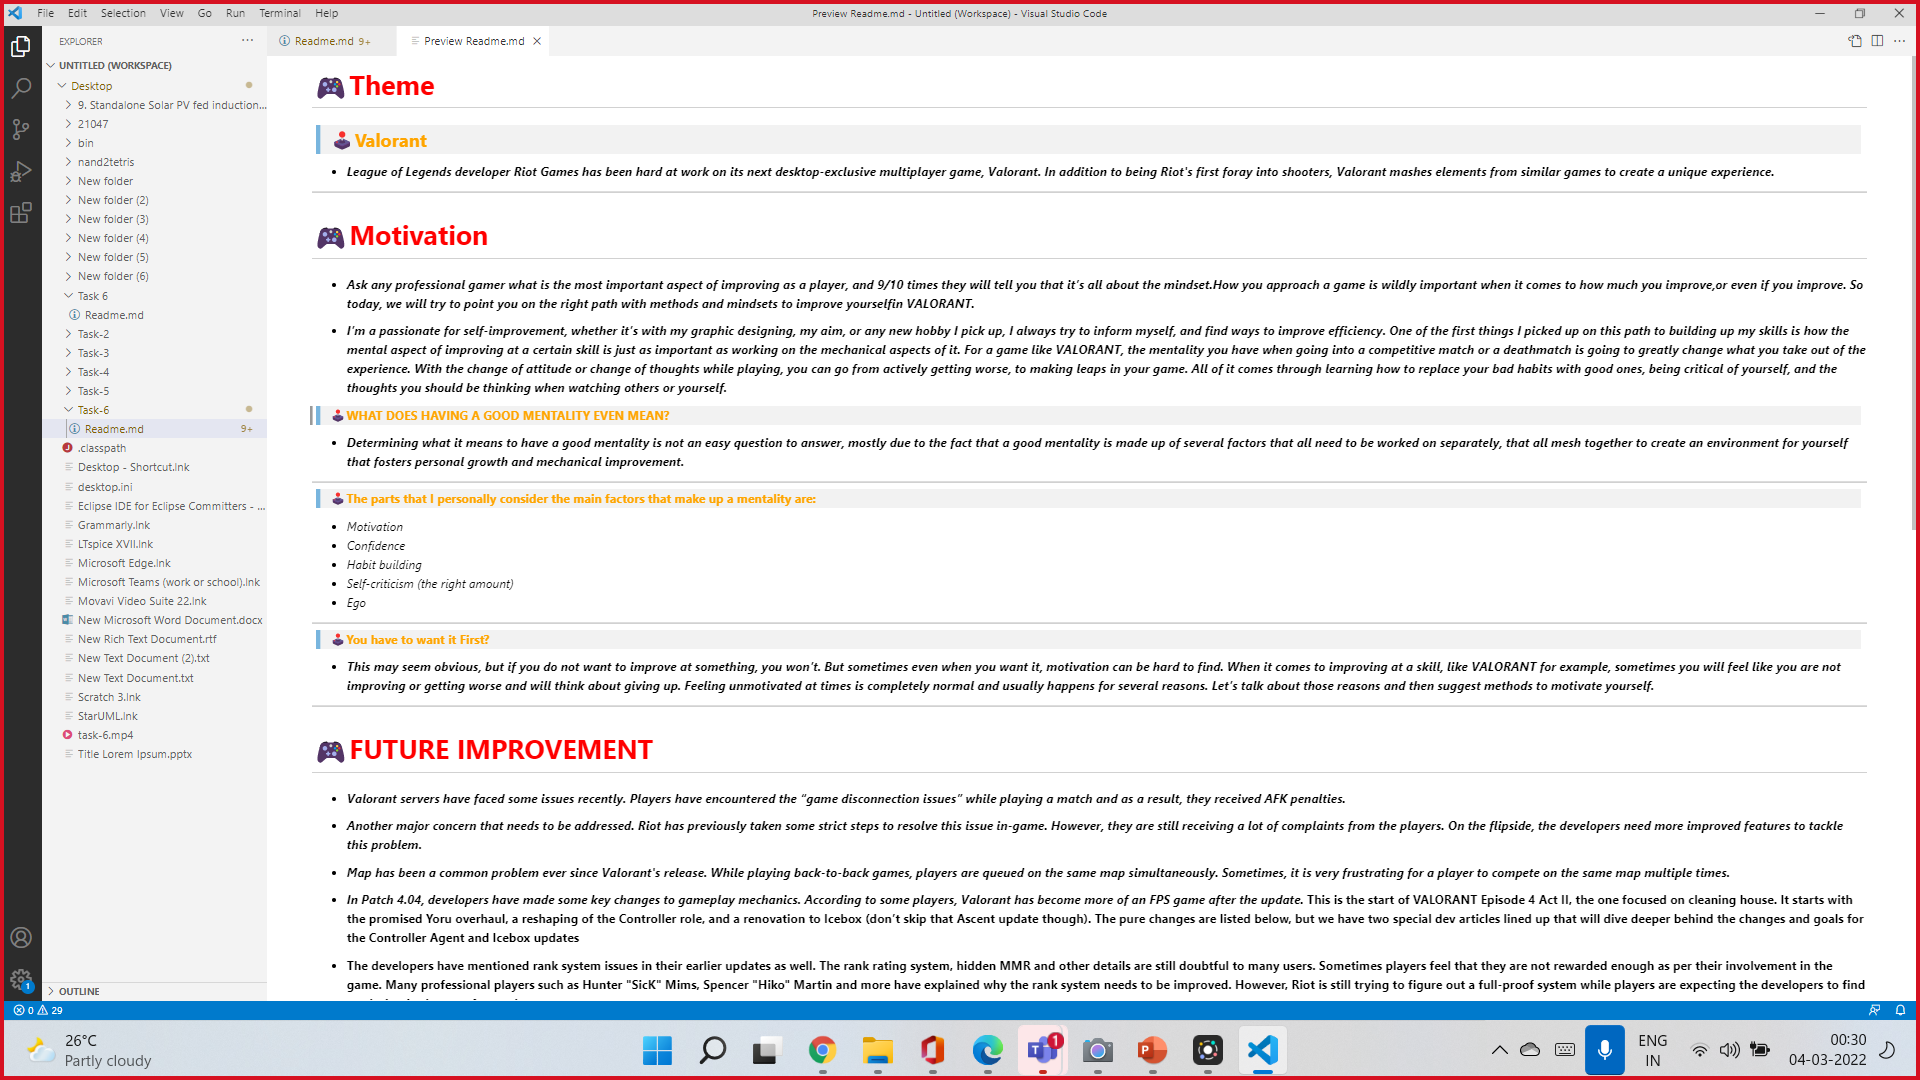 File Edit Selection View Go Run Terminal Help
Preview Readme.md - Untitled (Workspace) - Visual Studio Code
EXPLORER
Readme.md 9+
Preview Readme.md
UNTITLED (WORKSPACE)
Desktop
9. Standalone Solar PV fed induction...
21047
bin
nand2tetris
New folder
New folder (2)
New folder (3)
New folder (4)
New folder (5)
New folder (6)
Task 6
Readme.md
Task-2
Task-3
Task-4
Task-5
Task-6
Readme.md 9+
.classpath
Desktop - Shortcut.lnk
desktop.ini
Eclipse IDE for Eclipse Committers - ...
Grammarly.lnk
LTspice XVII.lnk
Microsoft Edge.lnk
Microsoft Teams (work or school).lnk
Movavi Video Suite 22.lnk
New Microsoft Word Document.docx
New Rich Text Document.rtf
New Text Document (2).txt
New Text Document.txt
Scratch 3.lnk
StarUML.lnk
task-6.mp4
Title Lorem Ipsum.pptx
OUTLINE
Theme
Valorant
League of Legends developer Riot Games has been hard at work on its next desktop-exclusive multiplayer game, Valorant. In addition to being Riot's first foray into shooters, Valorant mashes elements from similar games to create a unique experience.
Motivation
Ask any professional gamer what is the most important aspect of improving as a player, and 9/10 times they will tell you that it's all about the mindset.How you approach a game is wildly important when it comes to how much you improve,or even if you improve. So
today, we will try to point you on the right path with methods and mindsets to improve yourselfin VALORANT.
I'm a passionate for self-improvement, whether it's with my graphic designing, my aim, or any new hobby I pick up, I always try to inform myself, and find ways to improve efficiency. One of the first things I picked up on this path to building up my skills is how the
mental aspect of improving at a certain skill is just as important as working on the mechanical aspects of it. For a game like VALORANT, the mentality you have when going into a competitive match or a deathmatch is going to greatly change what you take out of the
experience. With the change of attitude or change of thoughts while playing, you can go from actively getting worse, to making leaps in your game. All of it comes through learning how to replace your bad habits with good ones, being critical of yourself, and the
thoughts you should be thinking when watching others or yourself.
WHAT DOES HAVING A GOOD MENTALITY EVEN MEAN?
Determining what it means to have a good mentality is not an easy question to answer, mostly due to the fact that a good mentality is made up of several factors that all need to be worked on separately, that all mesh together to create an environment for yourself
that fosters personal growth and mechanical improvement.
The parts that I personally consider the main factors that make up a mentality are:
Motivation
Confidence
Habit building
Self-criticism (the right amount)
Ego
You have to want it First?
This may seem obvious, but if you do not want to improve at something, you won't. But sometimes even when you want it, motivation can be hard to find. When it comes to improving at a skill, like VALORANT for example, sometimes you will feel like you are not
improving or getting worse and will think about giving up. Feeling unmotivated at times is completely normal and usually happens for several reasons. Let's talk about those reasons and then suggest methods to motivate yourself.
FUTURE IMPROVEMENT
Valorant servers have faced some issues recently. Players have encountered the “game disconnection issues” while playing a match and as a result, they received AFK penalties.
Another major concern that needs to be addressed. Riot has previously taken some strict steps to resolve this issue in-game. However, they are still receiving a lot of complaints from the players. On the flipside, the developers need more improved features to tackle
this problem.
Map has been a common problem ever since Valorant's release. While playing back-to-back games, players are queued on the same map simultaneously. Sometimes, it is very frustrating for a player to compete on the same map multiple times.
In Patch 4.04, developers have made some key changes to gameplay mechanics. According to some players, Valorant has become more of an FPS game after the update. This is the start of VALORANT Episode 4 Act II, the one focused on cleaning house. It starts with
the promised Yoru overhaul, a reshaping of the Controller role, and a renovation to Icebox (don't skip that Ascent update though). The pure changes are listed below, but we have two special dev articles lined up that will dive deeper behind the changes and goals for
the Controller Agent and Icebox updates
The developers have mentioned rank system issues in their earlier updates as well. The rank rating system, hidden MMR and other details are still doubtful to many users. Sometimes players feel that they are not rewarded enough as per their involvement in the
game. Many professional players such as Hunter "SicK" Mims, Spencer "Hiko" Martin and more have explained why the rank system needs to be improved. However, Riot is still trying to figure out a full-proof system while players are expecting the developers to find
1
0 29
26°C
Partly cloudy
1
ENG
IN
00:30
04-03-2022